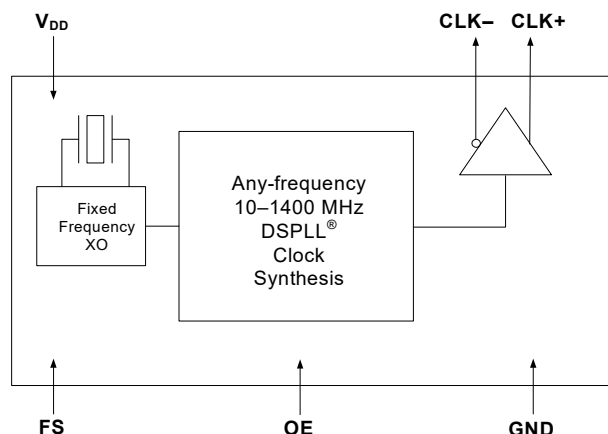 VDD
CLK–
CLK+
Fixed
Frequency
XO
Any-frequency
10–1400 MHz
DSPLL®
Clock
Synthesis
FS
OE
GND